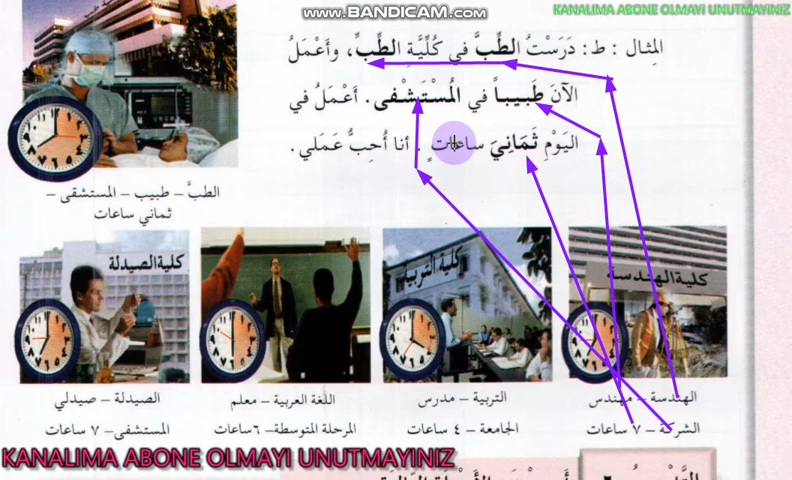 www.BANDICAM.com
KANALIMA ABONE OLMAYI UNUTMAYINIZ
المِثال : ط: دَرَسْتُ الطِّبَّ في كُلِّيَّةِ الطِّبِّ، وأَعْمَلُ
الآنَ طَبيباً في المُسْتَشْفى. أَعْمَلُ في
اليَوْمِ ثَمَانِيَ ساعاتٍ . أنا أُحِبُّ عَمَلي.
الطبَّ – طبيب – المستشفى –
ثماني ساعات
كلية الهندسة
كلية التربية
كلية الصيدلة
الهندسة – مهندس
الشركة – ٧ ساعات
التربية – مدرس
الجامعة – ٤ ساعات
اللغة العربية – معلم
المرحلة المتوسطة – ٦ ساعات
الصيدلة – صيدلي
المستشفى – ٧ ساعات
KANALIMA ABONE OLMAYI UNUTMAYINIZ